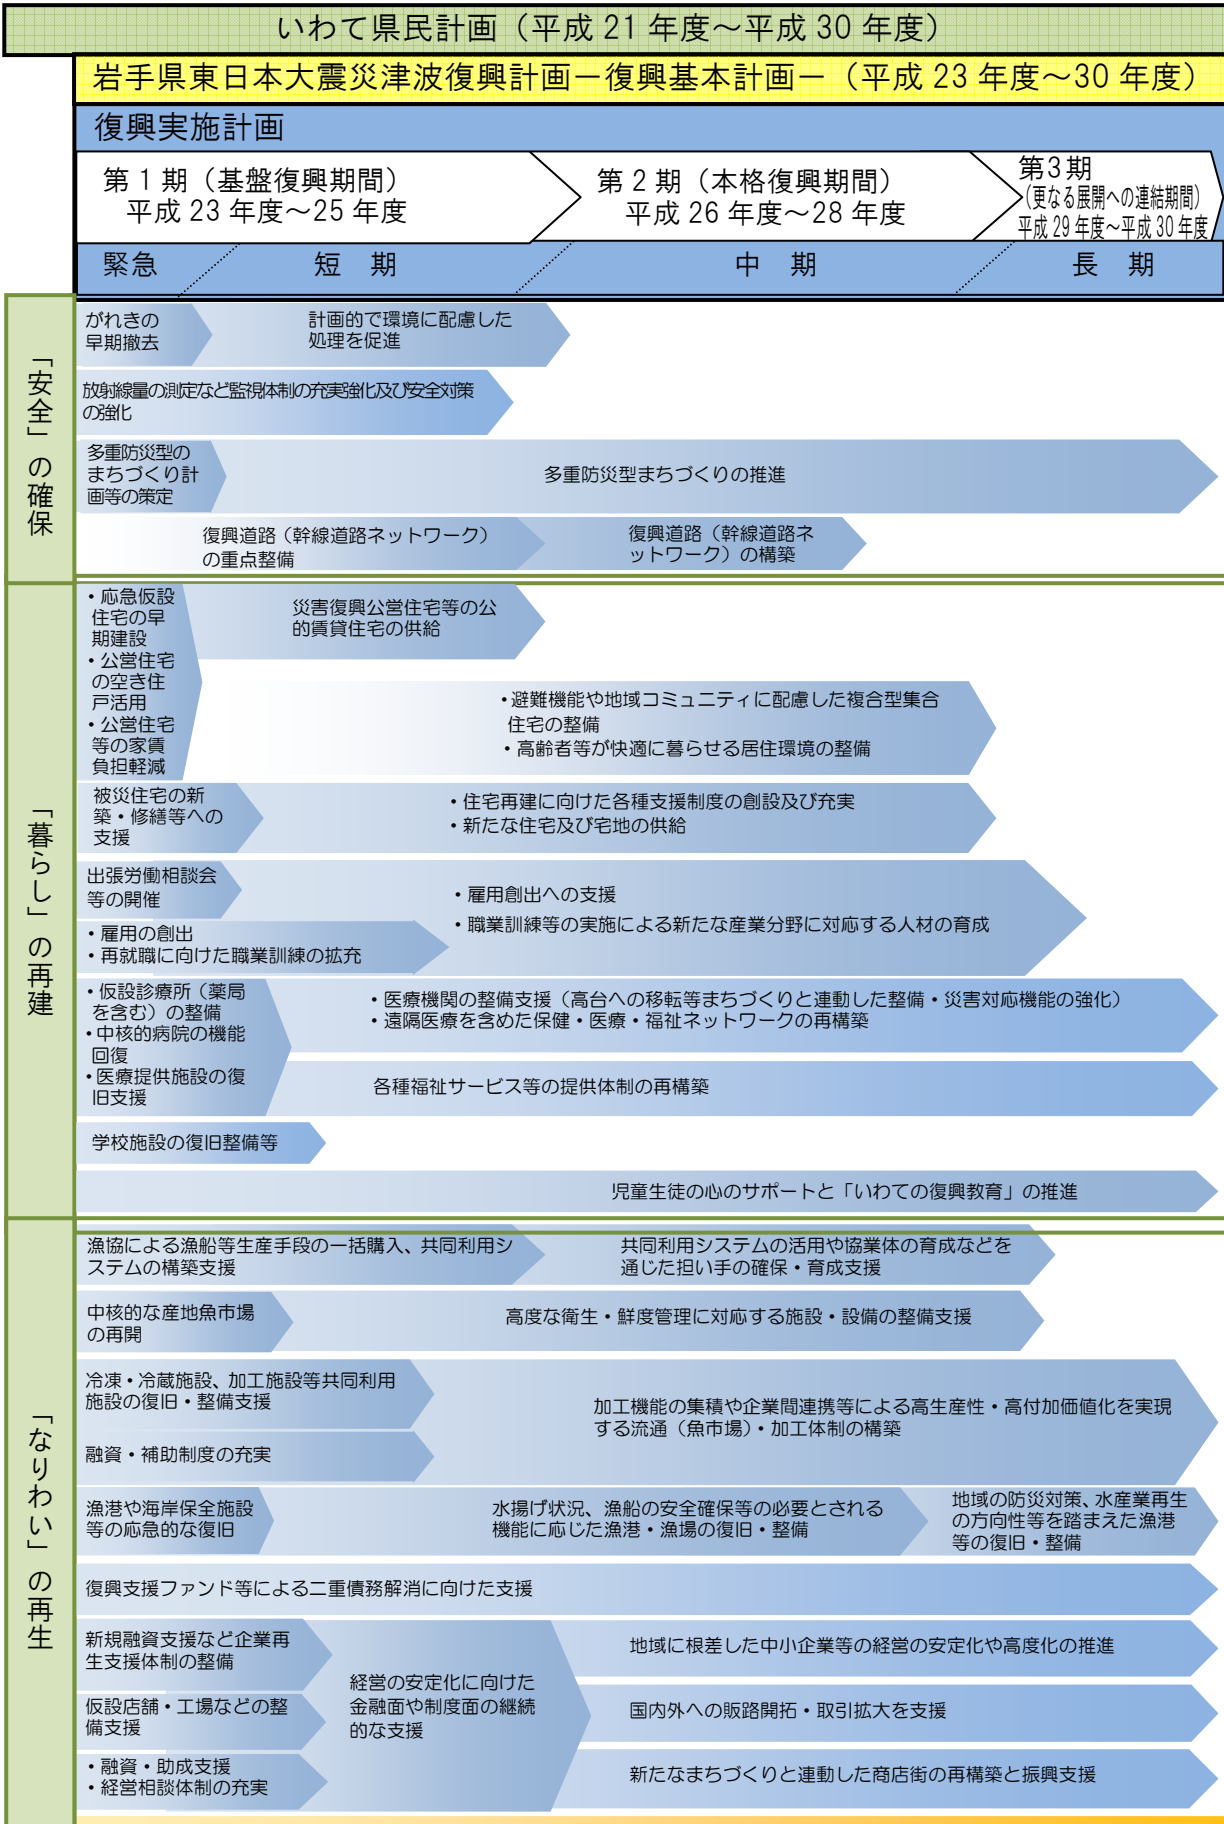 いわて県民計画（平成 21 年度～平成 30 年度）
岩手県東日本大震災津波復興計画－復興基本計画－（平成 23 年度～30 年度）
復興実施計画
第 1 期（基盤復興期間）
平成 23 年度～25 年度
第 2 期（本格復興期間）
平成 26 年度～28 年度
第３期
（更なる展開への連結期間）
平成 29 年度～平成 30 年度
緊急
短　期
中　期
長　期
「安全」の確保
がれきの
早期撤去
計画的で環境に配慮した
処理を促進
放射線量の測定など監視体制の充実強化及び安全対策
の強化
多重防災型の
まちづくり計
画等の策定
多重防災型まちづくりの推進
復興道路（幹線道路ネットワーク）
の重点整備
復興道路（幹線道路ネ
ットワーク）の構築
「暮らし」の再建
・応急仮設
住宅の早
期建設
・公営住宅
の空き住
戸活用
・公営住宅
等の家賃
負担軽減
災害復興公営住宅等の公
的賃貸住宅の供給
・避難機能や地域コミュニティに配慮した複合型集合
住宅の整備
・高齢者等が快適に暮らせる居住環境の整備
被災住宅の新
築・修繕等への
支援
・住宅再建に向けた各種支援制度の創設及び充実
・新たな住宅及び宅地の供給
出張労働相談会
等の開催
・雇用の創出
・再就職に向けた職業訓練の拡充
・雇用創出への支援
・職業訓練等の実施による新たな産業分野に対応する人材の育成
・仮設診療所（薬局
を含む）の整備
・中核的病院の機能
回復
・医療提供施設の復
旧支援
・医療機関の整備支援（高台への移転等まちづくりと連動した整備・災害対応機能の強化）
・遠隔医療を含めた保健・医療・福祉ネットワークの再構築
各種福祉サービス等の提供体制の再構築
学校施設の復旧整備等
児童生徒の心のサポートと「いわての復興教育」の推進
「なりわい」の再生
漁協による漁船等生産手段の一括購入、共同利用シ
ステムの構築支援
共同利用システムの活用や協業体の育成などを
通じた担い手の確保・育成支援
中核的な産地魚市場
の再開
高度な衛生・鮮度管理に対応する施設・設備の整備支援
冷凍・冷蔵施設、加工施設等共同利用
施設の復旧・整備支援
融資・補助制度の充実
加工機能の集積や企業間連携等による高生産性・高付加価値化を実現
する流通（魚市場）・加工体制の構築
漁港や海岸保全施設
等の応急的な復旧
水揚げ状況、漁船の安全確保等の必要とされる
機能に応じた漁港・漁場の復旧・整備
地域の防災対策、水産業再生
の方向性等を踏まえた漁港
等の復旧・整備
復興支援ファンド等による二重債務解消に向けた支援
新規融資支援など企業再
生支援体制の整備
仮設店舗・工場などの整
備支援
・融資・助成支援
・経営相談体制の充実
経営の安定化に向けた
金融面や制度面の継続
的な支援
地域に根差した中小企業等の経営の安定化や高度化の推進
国内外への販路開拓・取引拡大を支援
新たなまちづくりと連動した商店街の再構築と振興支援